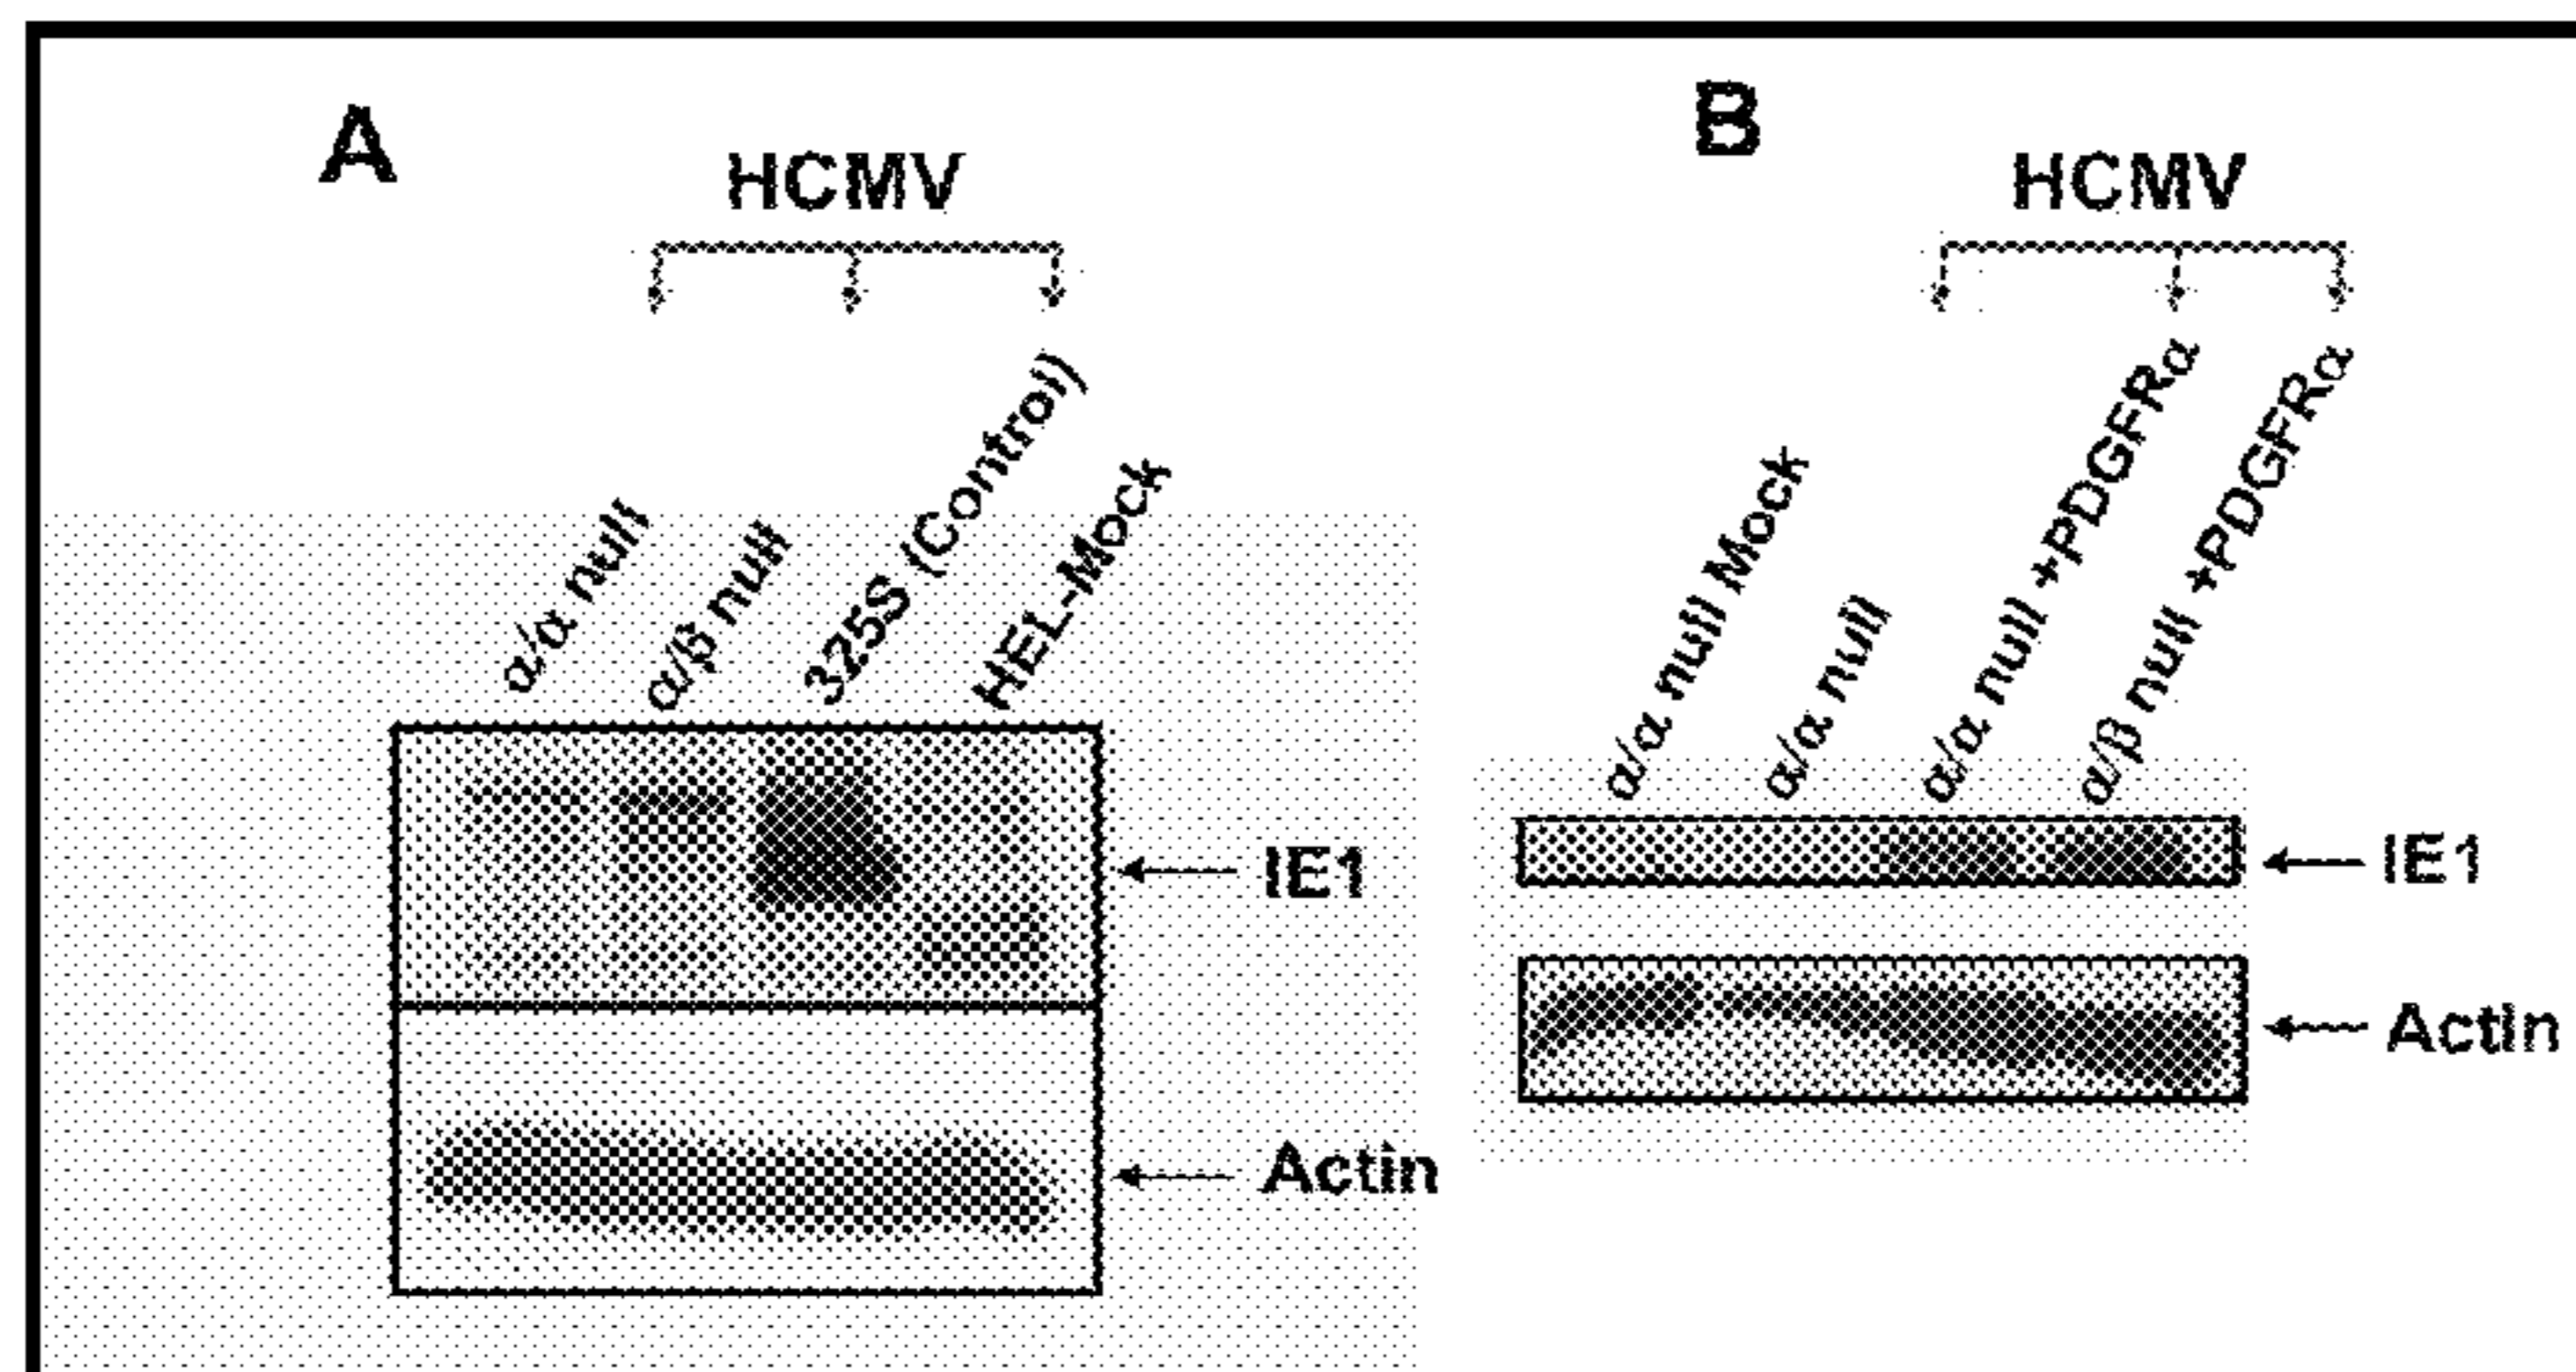 A
HCMV
α/α null
α/β null
325S (Control)
HEL-Mock
IE1
Actin
B
HCMV
α/α null Mock
α/α null
α/α null +PDGFRα
α/β null +PDGFRα
IE1
Actin